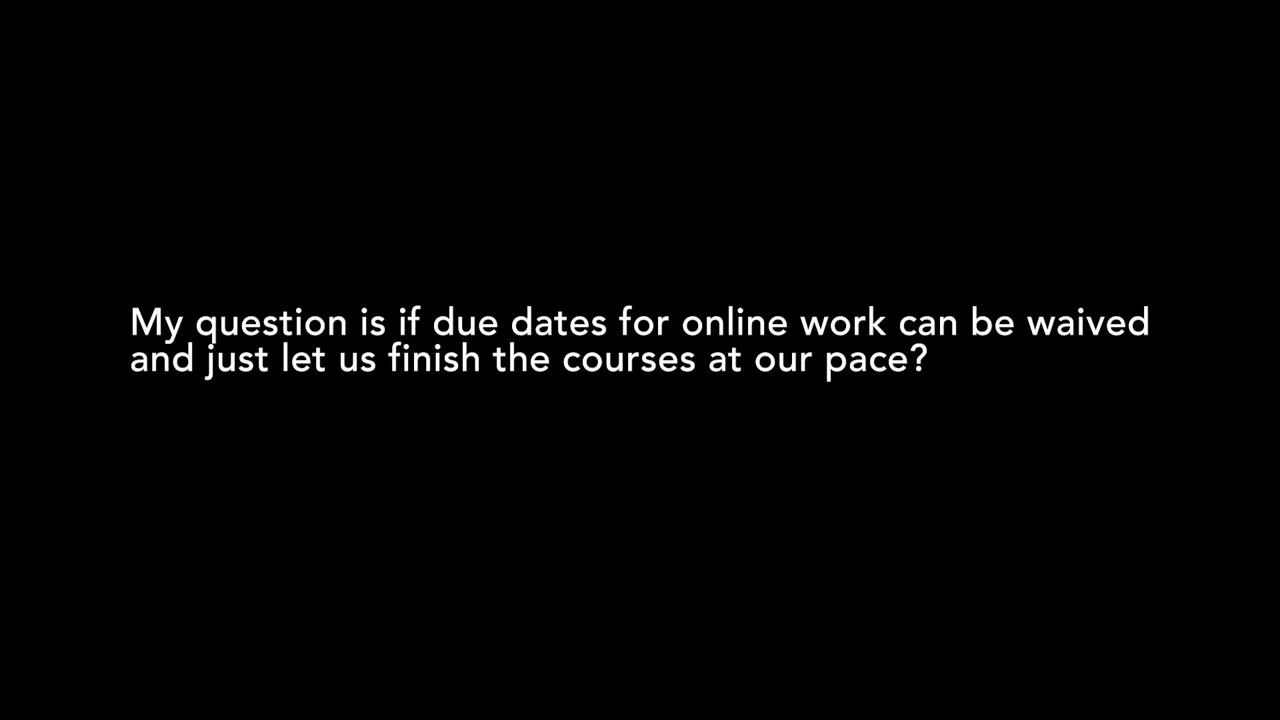 My question is if due dates for online work can be waived
and just let us finish the courses at our pace?